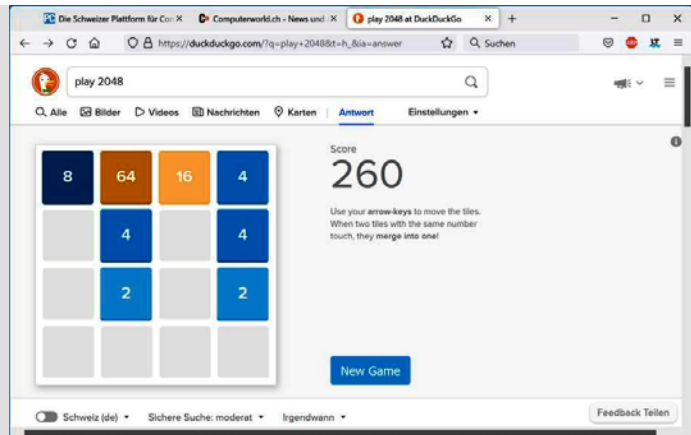 Die Schweizer Plattform für Con
Computerworld.ch - News und
play 2048 at DuckDuckGo
https://duckduckgo.com/?q=play+2048&t=h_&ia=answer
Suchen
play 2048
Alle Bilder Videos Nachrichten Karten Antwort Einstellungen
8 64 16 4
4 4
2 2
Score
260
Use your arrow-keys to move the tiles.
When two tiles with the same number
touch, they merge into one!
New Game
Schweiz (de) Sichere Suche: moderat Irgendwann
Feedback Teilen